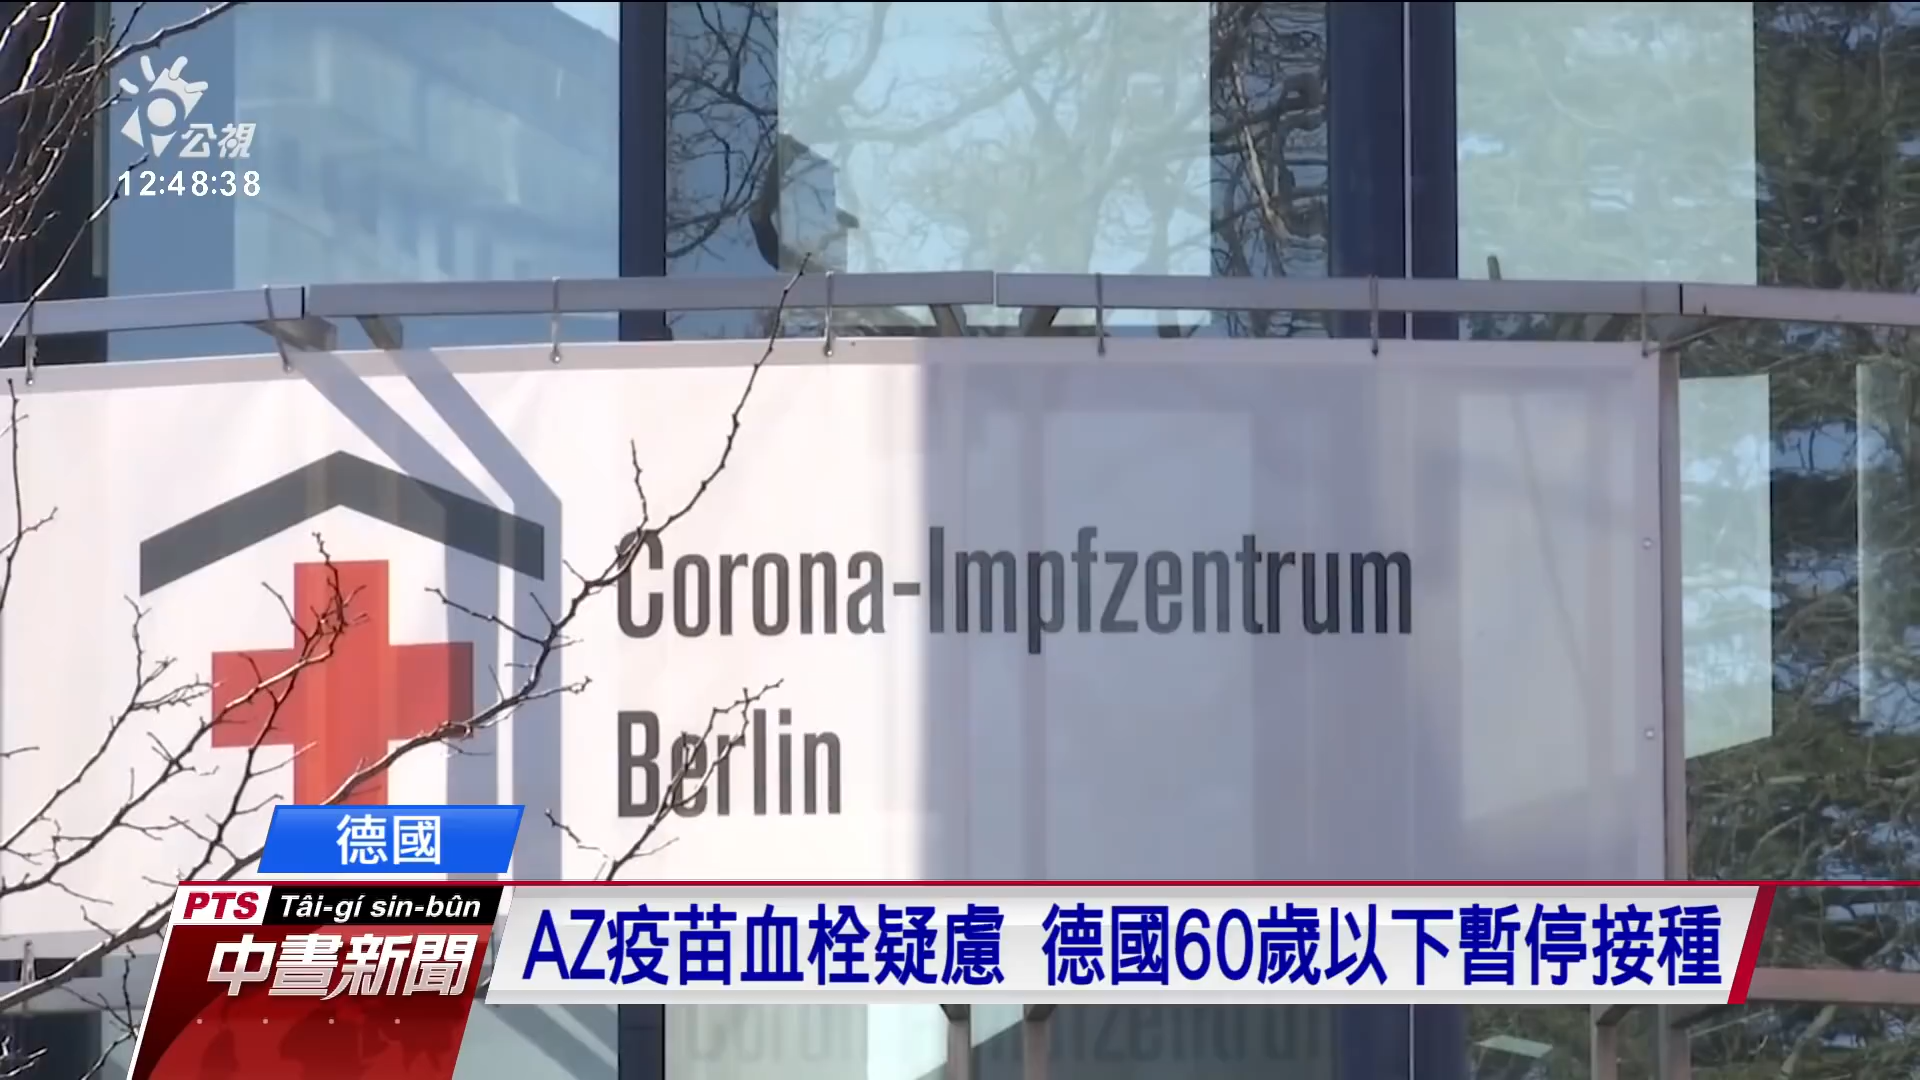 公視
12:48:38
Corona-Impfzentrum
Berlin
德國
PTS Tâi-gí sin-bûn
中晝新聞
AZ疫苗血栓疑慮 德國60歲以下暫停接種